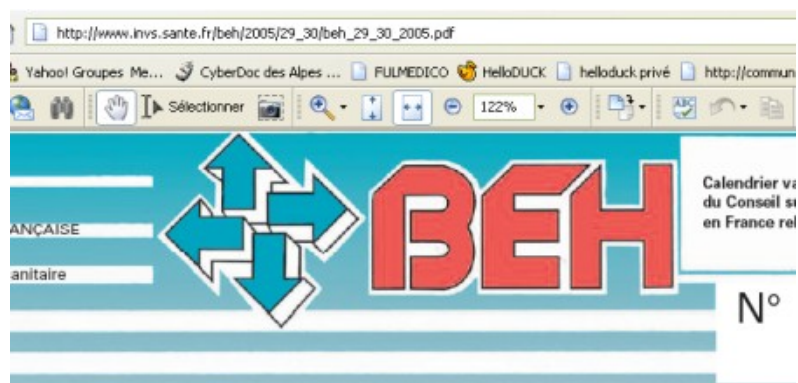 http://www.invs.sante.fr/beh/2005/29_30/beh_29_30_2005.pdf
Yahoo! Groupes Me... CyberDoc des Alpes ... FULMEDICO HelloDUCK helloduck privé http://commun
Sélectionner 122%
BEH
Calendrier va
du Conseil su
en France rel
ANÇAISE
anitaire
N°